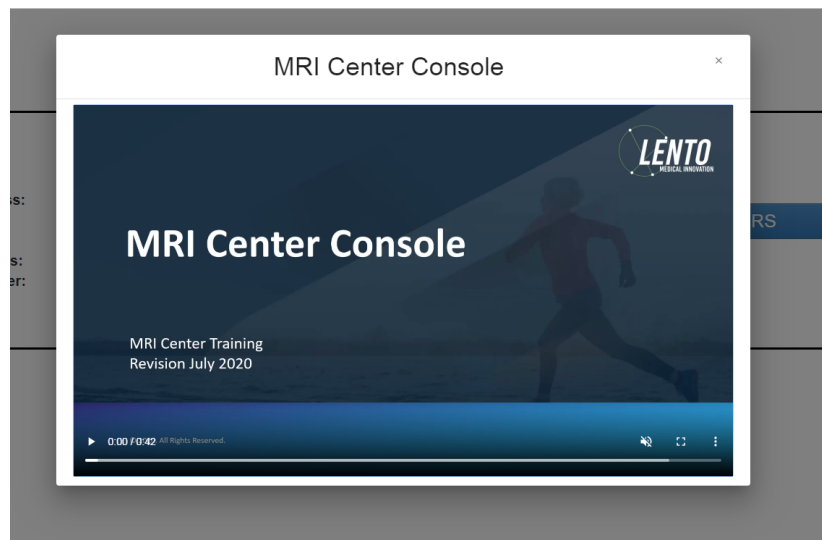 MRI Center Console
×
LENTO
MEDICAL INNOVATION
ss:
RS
MRI Center Console
s:
er:
MRI Center Training
Revision July 2020
0:00 / 0:42 All Rights Reserved.